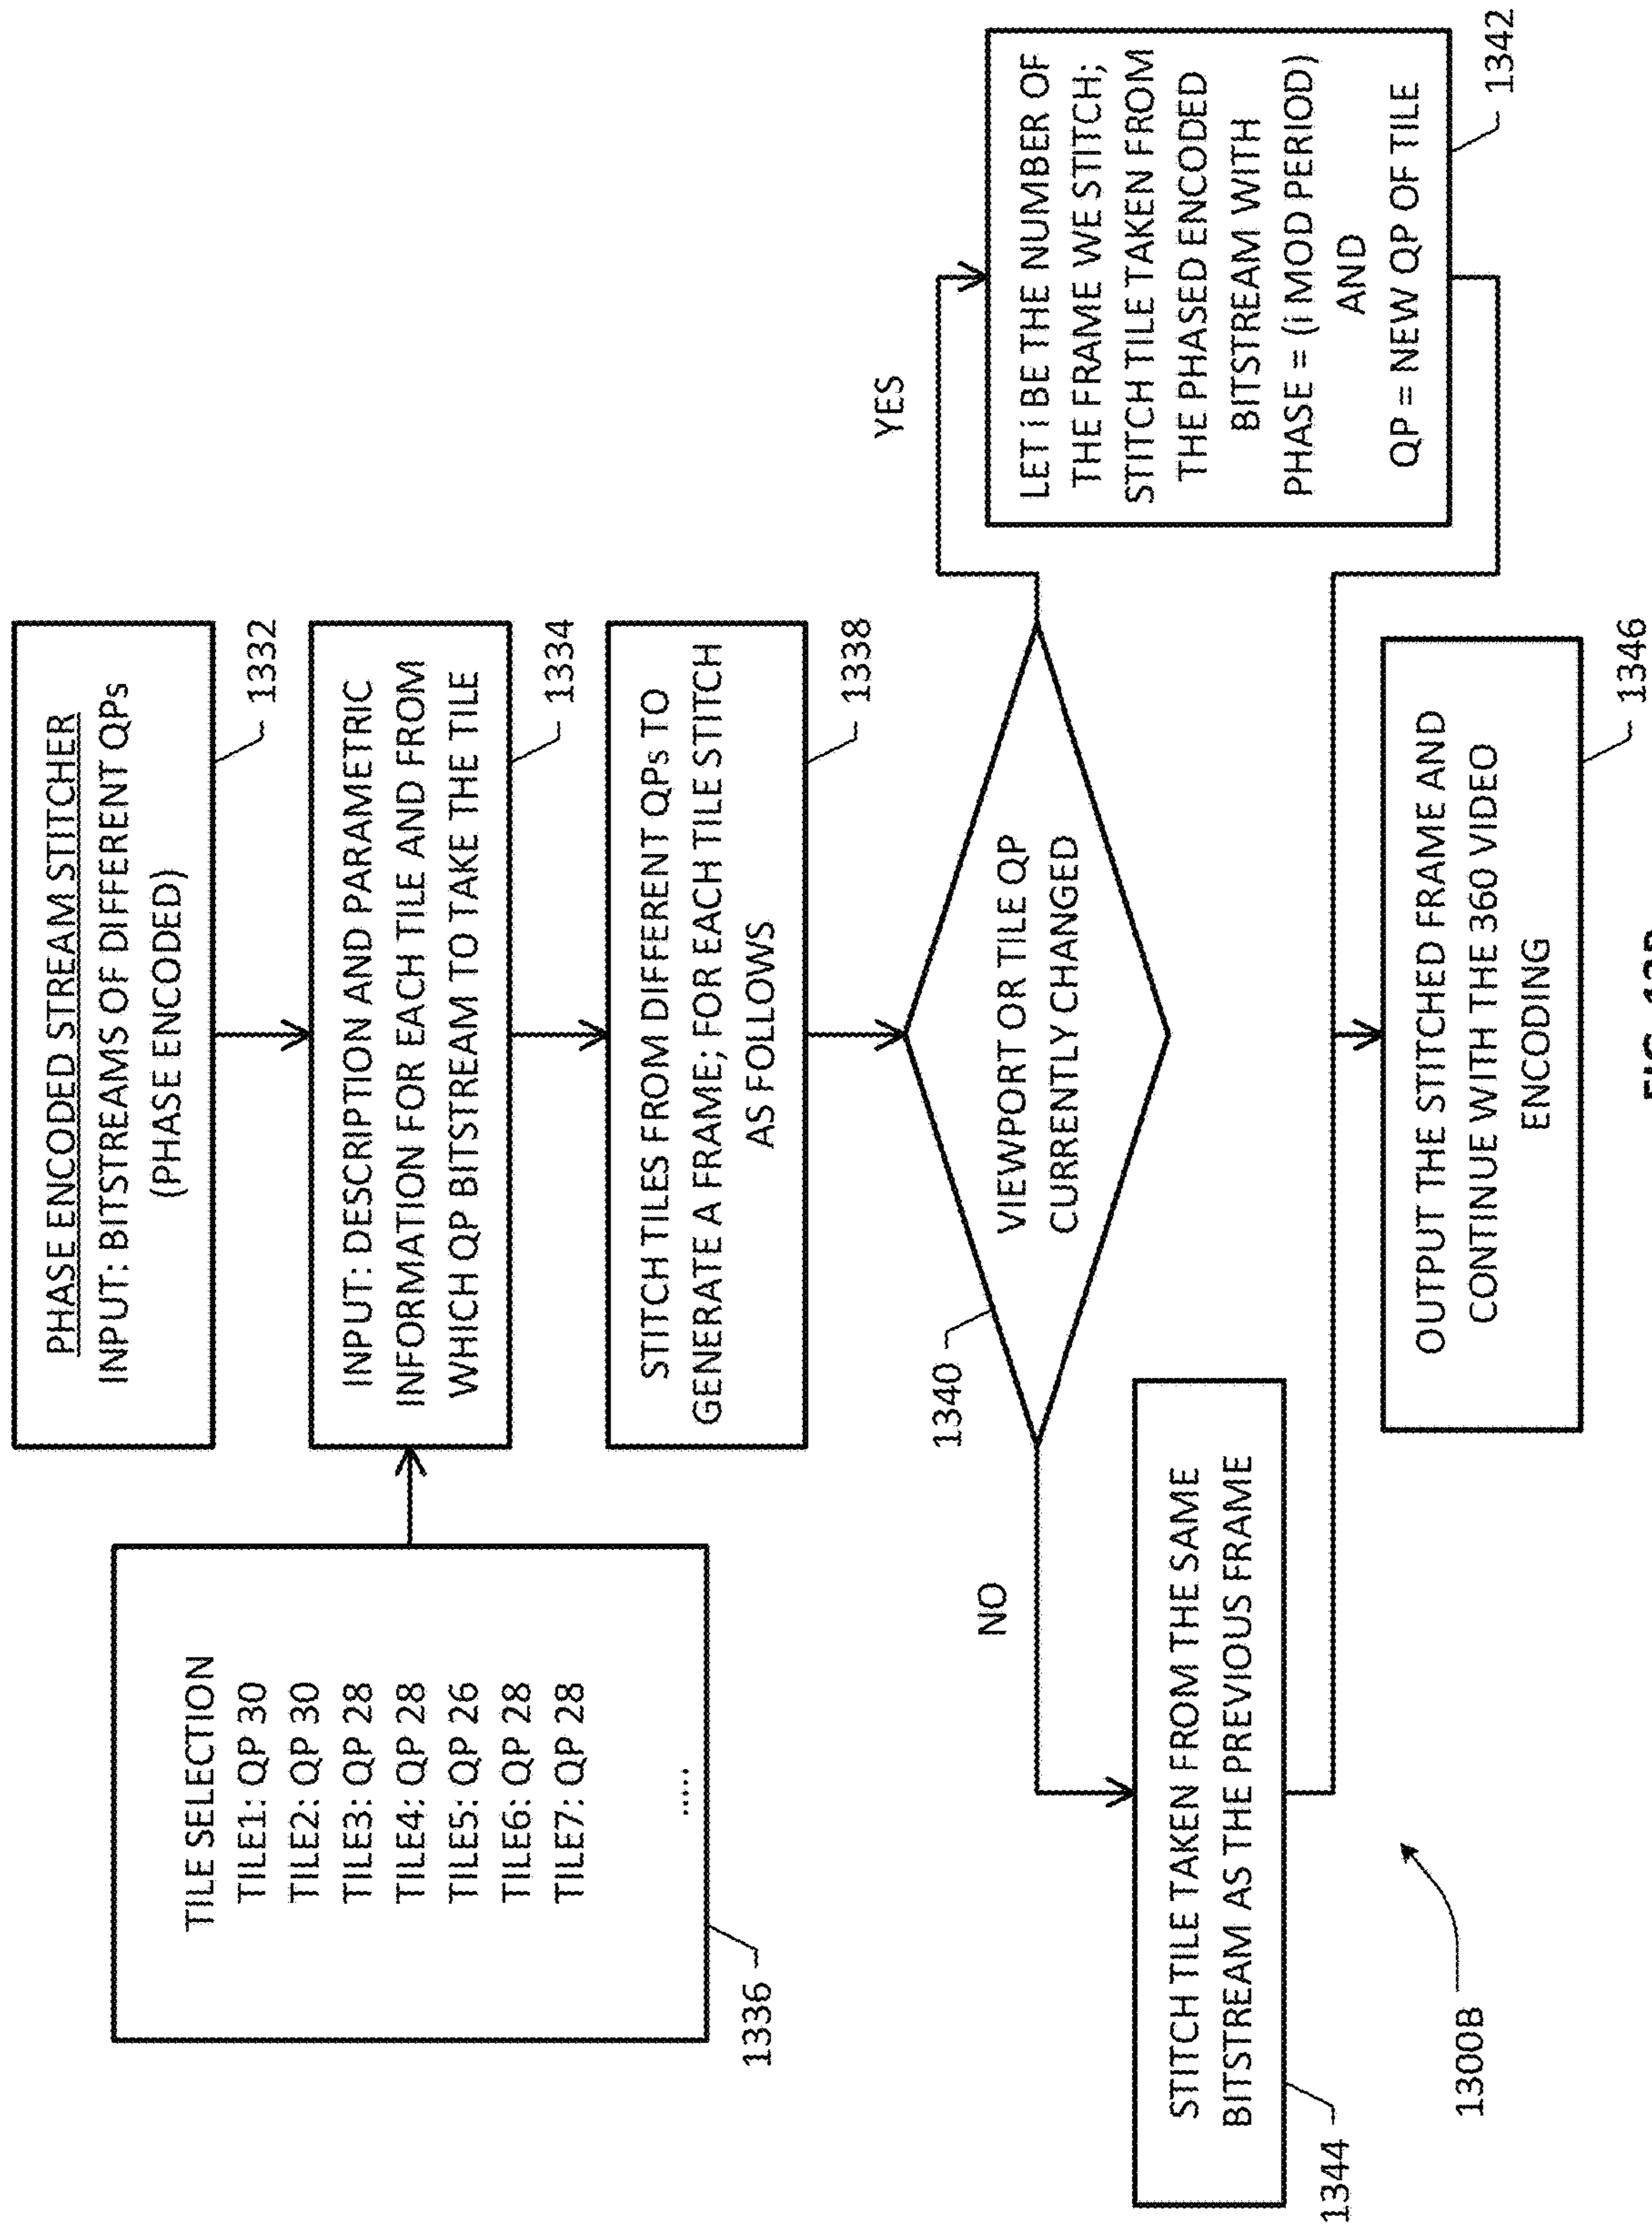 PHASE ENCODED STREAM STITCHER
INPUT: BITSTREAMS OF DIFFERENT QPs
(PHASE ENCODED)
1332
TILE SELECTION
TILE1: QP 30
TILE2: QP 30
TILE3: QP 28
TILE4: QP 28
TILE5: QP 26
TILE6: QP 28
TILE7: QP 28
.....
1336
INPUT: DESCRIPTION AND PARAMETRIC
INFORMATION FOR EACH TILE AND FROM
WHICH QP BITSTREAM TO TAKE THE TILE
1334
STITCH TILES FROM DIFFERENT QPs TO
GENERATE A FRAME; FOR EACH TILE STITCH
AS FOLLOWS
1338
1340
VIEWPORT OR TILE QP
CURRENTLY CHANGED
NO
YES
STITCH TILE TAKEN FROM THE SAME
BITSTREAM AS THE PREVIOUS FRAME
1344
LET i BE THE NUMBER OF
THE FRAME WE STITCH;
STITCH TILE TAKEN FROM
THE PHASED ENCODED
BITSTREAM WITH
PHASE = (i MOD PERIOD)
AND
QP = NEW QP OF TILE
1342
OUTPUT THE STITCHED FRAME AND
CONTINUE WITH THE 360 VIDEO
ENCODING
1346
1300B